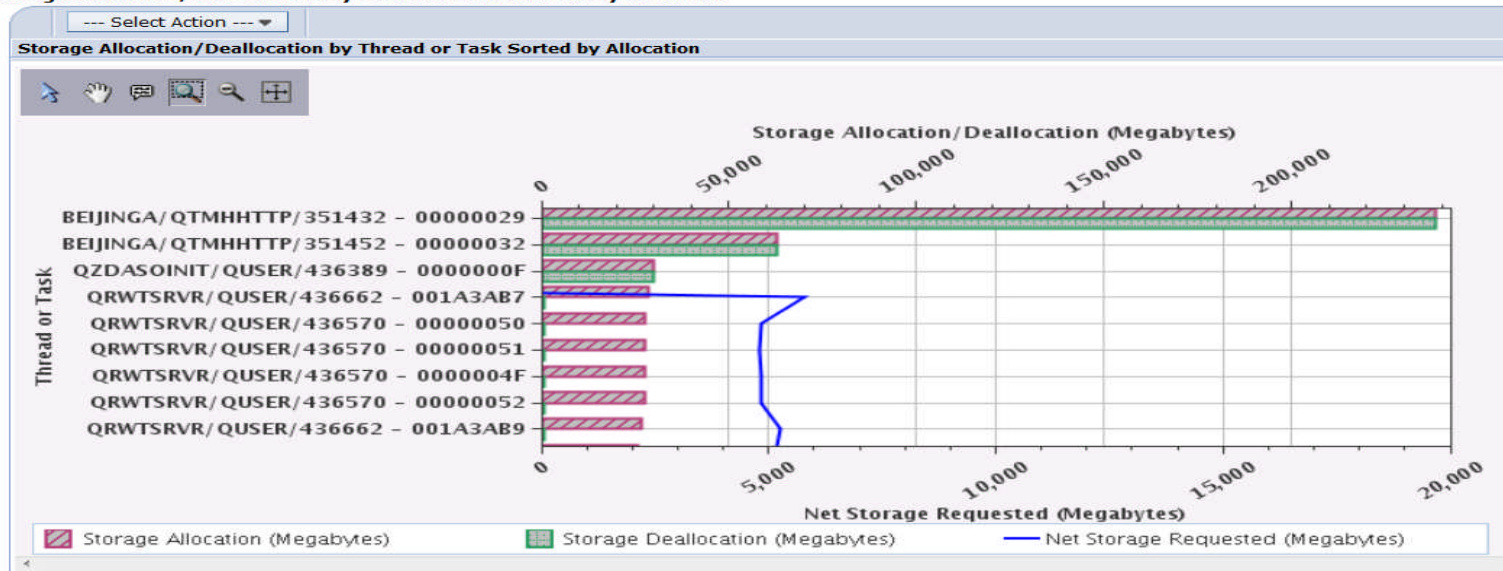 --- Select Action ---
Storage Allocation/Deallocation by Thread or Task Sorted by Allocation
Storage Allocation/Deallocation (Megabytes)
0 50,000 100,000 150,000 200,000
BEIJINGA/QTMHHTTP/351432 - 00000029
BEIJINGA/QTMHHTTP/351452 - 00000032
QZDASOINIT/QUSER/436389 - 0000000F
QRWTSRVR/QUSER/436662 - 001A3AB7
QRWTSRVR/QUSER/436570 - 00000050
QRWTSRVR/QUSER/436570 - 00000051
QRWTSRVR/QUSER/436570 - 0000004F
QRWTSRVR/QUSER/436570 - 00000052
QRWTSRVR/QUSER/436662 - 001A3AB9
Thread or Task
0 5,000 10,000 15,000 20,000
Net Storage Requested (Megabytes)
Storage Allocation (Megabytes) Storage Deallocation (Megabytes) Net Storage Requested (Megabytes)